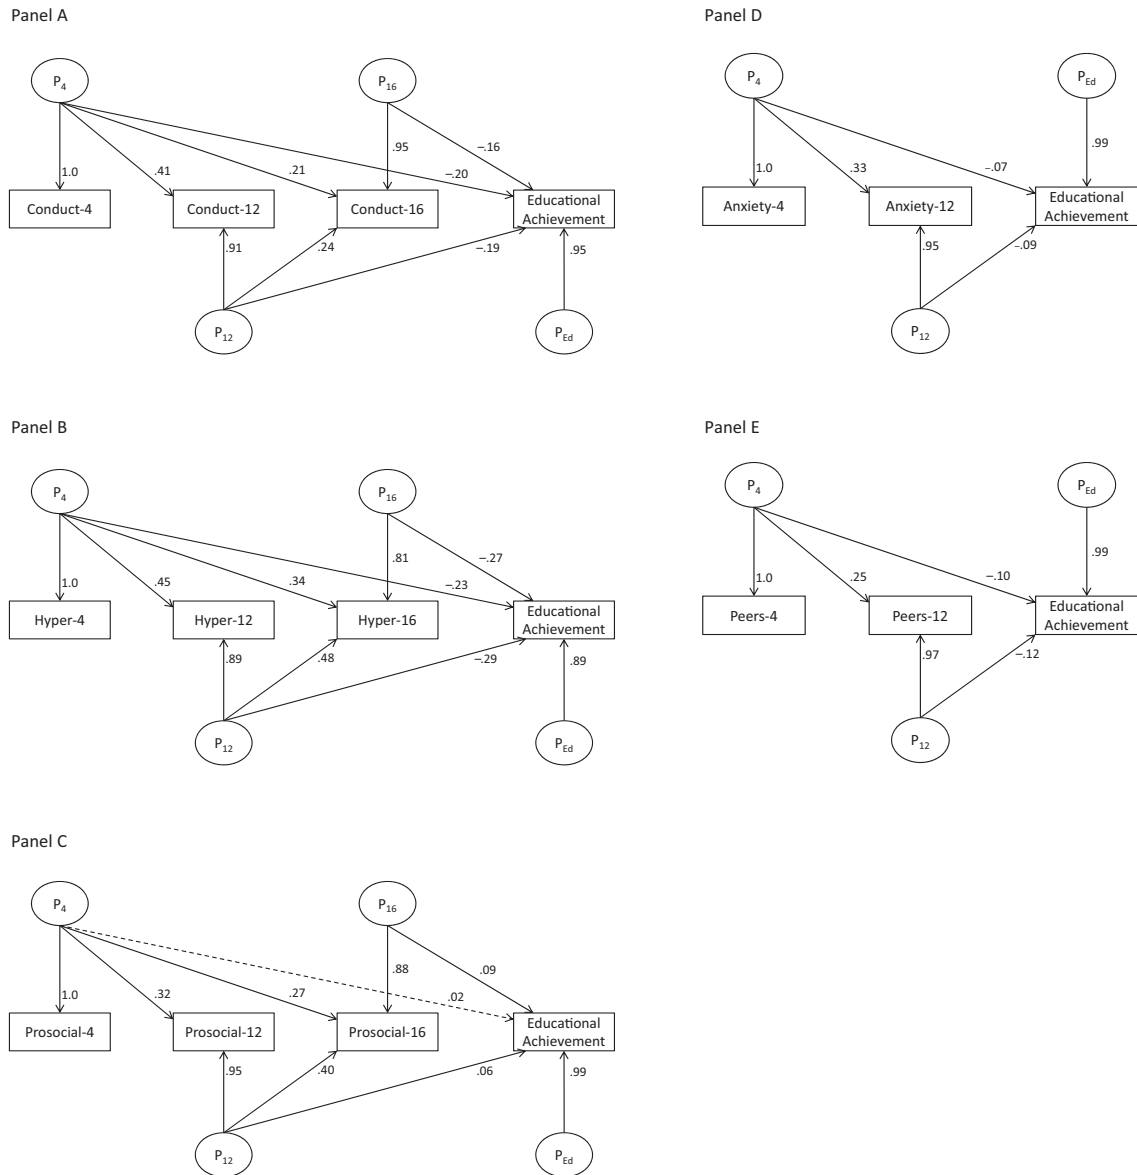 Panel A
P4
P16
1.0
.41
.21
.95
–.20
–.16
Conduct-4
Conduct-12
Conduct-16
Educational
Achievement
.91
.24
–.19
.95
P12
PEd
Panel B
P4
P16
1.0
.45
.34
.81
–.23
–.27
Hyper-4
Hyper-12
Hyper-16
Educational
Achievement
.89
.48
–.29
.89
P12
PEd
Panel C
P4
P16
1.0
.32
.27
.88
.02
.09
Prosocial-4
Prosocial-12
Prosocial-16
Educational
Achievement
.95
.40
.06
.99
P12
PEd
Panel D
P4
PEd
1.0
.33
–.07
.99
Anxiety-4
Anxiety-12
Educational
Achievement
.95
–.09
P12
Panel E
P4
PEd
1.0
.25
–.10
.99
Peers-4
Peers-12
Educational
Achievement
.97
–.12
P12